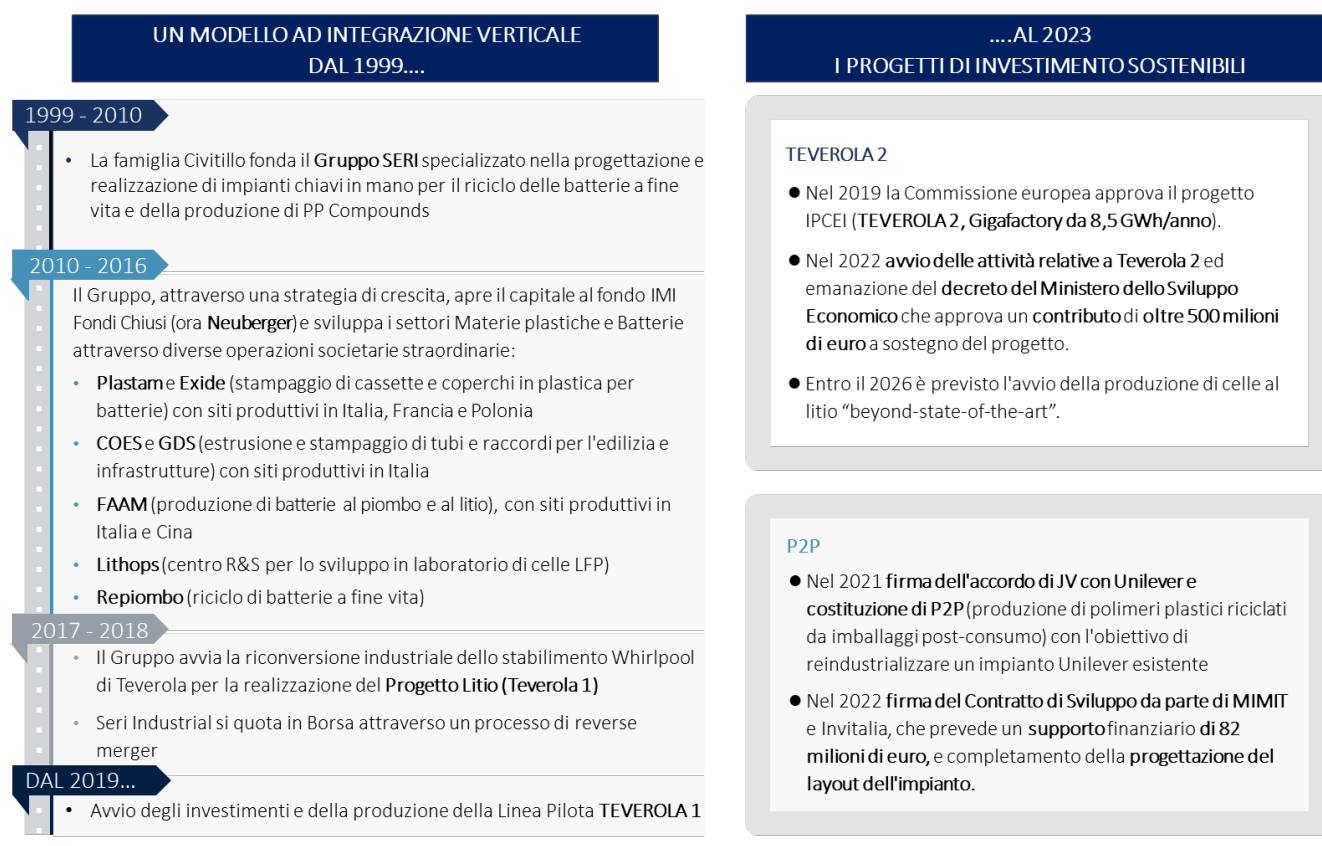 UN MODELLO AD INTEGRAZIONE VERTICALE
DAL 1999....
1999 - 2010
• La famiglia Civitillo fonda il Gruppo SERI specializzato nella progettazione e
realizzazione di impianti chiavi in mano per il riciclo delle batterie a fine
vita e della produzione di PP Compounds
2010 - 2016
Il Gruppo, attraverso una strategia di crescita, apre il capitale al fondo IMI
Fondi Chiusi (ora Neuberger) e sviluppa i settori Materie plastiche e Batterie
attraverso diverse operazioni societarie straordinarie:
• Plastam e Exide (stampaggio di cassette e coperchi in plastica per
batterie) con siti produttivi in Italia, Francia e Polonia
• COES e GDS (estrusione e stampaggio di tubi e raccordi per l'edilizia e
infrastrutture) con siti produttivi in Italia
• FAAM (produzione di batterie al piombo e al litio), con siti produttivi in
Italia e Cina
• Lithops (centro R&S per lo sviluppo in laboratorio di celle LFP)
• Repiombo (riciclo di batterie a fine vita)
2017 - 2018
• Il Gruppo avvia la riconversione industriale dello stabilimento Whirlpool
di Teverola per la realizzazione del Progetto Litio (Teverola 1)
• Seri Industrial si quota in Borsa attraverso un processo di reverse
merger
DAL 2019...
• Avvio degli investimenti e della produzione della Linea Pilota TEVEROLA 1
....AL 2023
I PROGETTI DI INVESTIMENTO SOSTENIBILI
TEVEROLA 2
● Nel 2019 la Commissione europea approva il progetto
IPCEI (TEVEROLA 2, Gigafactory da 8,5 GWh/anno).
● Nel 2022 avvio delle attività relative a Teverola 2 ed
emanazione del decreto del Ministero dello Sviluppo
Economico che approva un contributo di oltre 500 milioni
di euro a sostegno del progetto.
● Entro il 2026 è previsto l'avvio della produzione di celle al
litio “beyond-state-of-the-art”.
P2P
● Nel 2021 firma dell'accordo di JV con Unilever e
costituzione di P2P (produzione di polimeri plastici riciclati
da imballaggi post-consumo) con l'obiettivo di
reindustrializzare un impianto Unilever esistente
● Nel 2022 firma del Contratto di Sviluppo da parte di MIMIT
e Invitalia, che prevede un supporto finanziario di 82
milioni di euro, e completamento della progettazione del
layout dell'impianto.